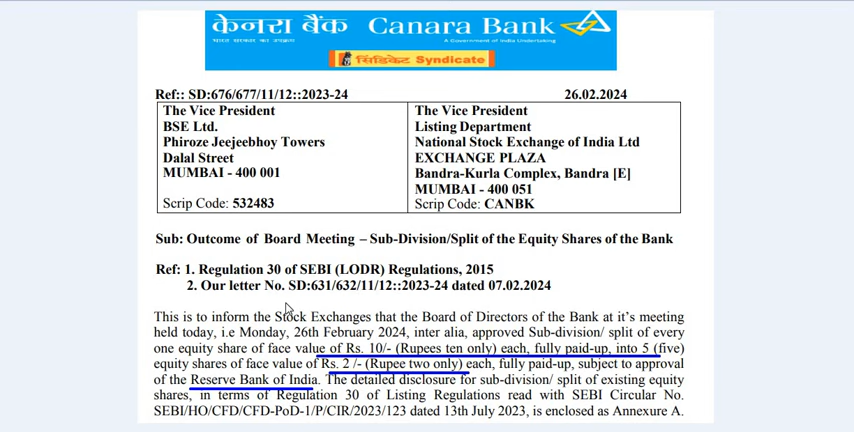 केनरा बैंक Canara Bank
भारत सरकार का उपक्रम A Government of India Undertaking
सिंडिकेट Syndicate
Ref:: SD:676/677/11/12::2023-24 26.02.2024
The Vice President
BSE Ltd.
Phiroze Jeejeebhoy Towers
Dalal Street
MUMBAI - 400 001
Scrip Code: 532483
The Vice President
Listing Department
National Stock Exchange of India Ltd
EXCHANGE PLAZA
Bandra-Kurla Complex, Bandra [E]
MUMBAI - 400 051
Scrip Code: CANBK
Sub: Outcome of Board Meeting – Sub-Division/Split of the Equity Shares of the Bank
Ref: 1. Regulation 30 of SEBI (LODR) Regulations, 2015
2. Our letter No. SD:631/632/11/12::2023-24 dated 07.02.2024
This is to inform the Stock Exchanges that the Board of Directors of the Bank at it's meeting
held today, i.e Monday, 26th February 2024, inter alia, approved Sub-division/ split of every
one equity share of face value of Rs. 10/- (Rupees ten only) each, fully paid-up, into 5 (five)
equity shares of face value of Rs. 2 /- (Rupee two only) each, fully paid-up, subject to approval
of the Reserve Bank of India. The detailed disclosure for sub-division/ split of existing equity
shares, in terms of Regulation 30 of Listing Regulations read with SEBI Circular No.
SEBI/HO/CFD/CFD-PoD-1/P/CIR/2023/123 dated 13th July 2023, is enclosed as Annexure A.